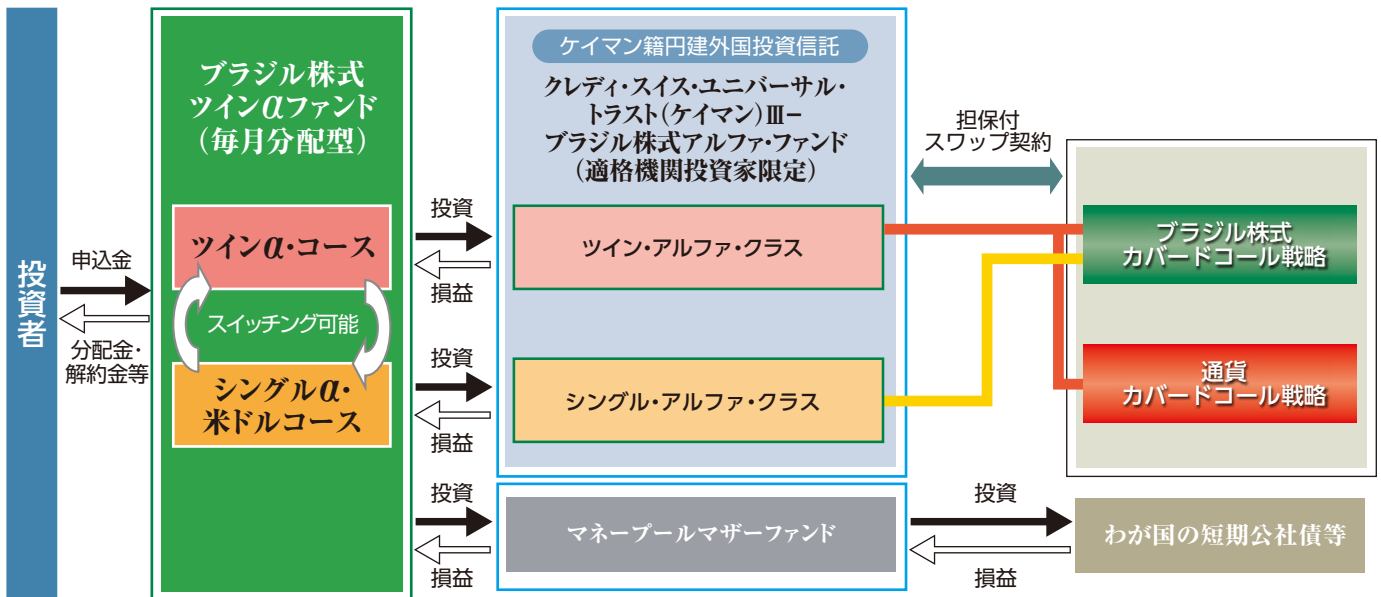 投資者
申込金
分配金・
解約金等
ブラジル株式
ツインαファンド
(毎月分配型)
ツインα・コース
スイッチング可能
シングルα・
米ドルコース
投資
損益
投資
損益
投資
損益
ケイマン籍円建外国投資信託
クレディ・スイス・ユニバーサル・
トラスト(ケイマン)Ⅲ−
ブラジル株式アルファ・ファンド
(適格機関投資家限定)
ツイン・アルファ・クラス
シングル・アルファ・クラス
マネープールマザーファンド
担保付
スワップ契約
ブラジル株式
カバードコール戦略
通貨
カバードコール戦略
投資
損益
わが国の短期公社債等